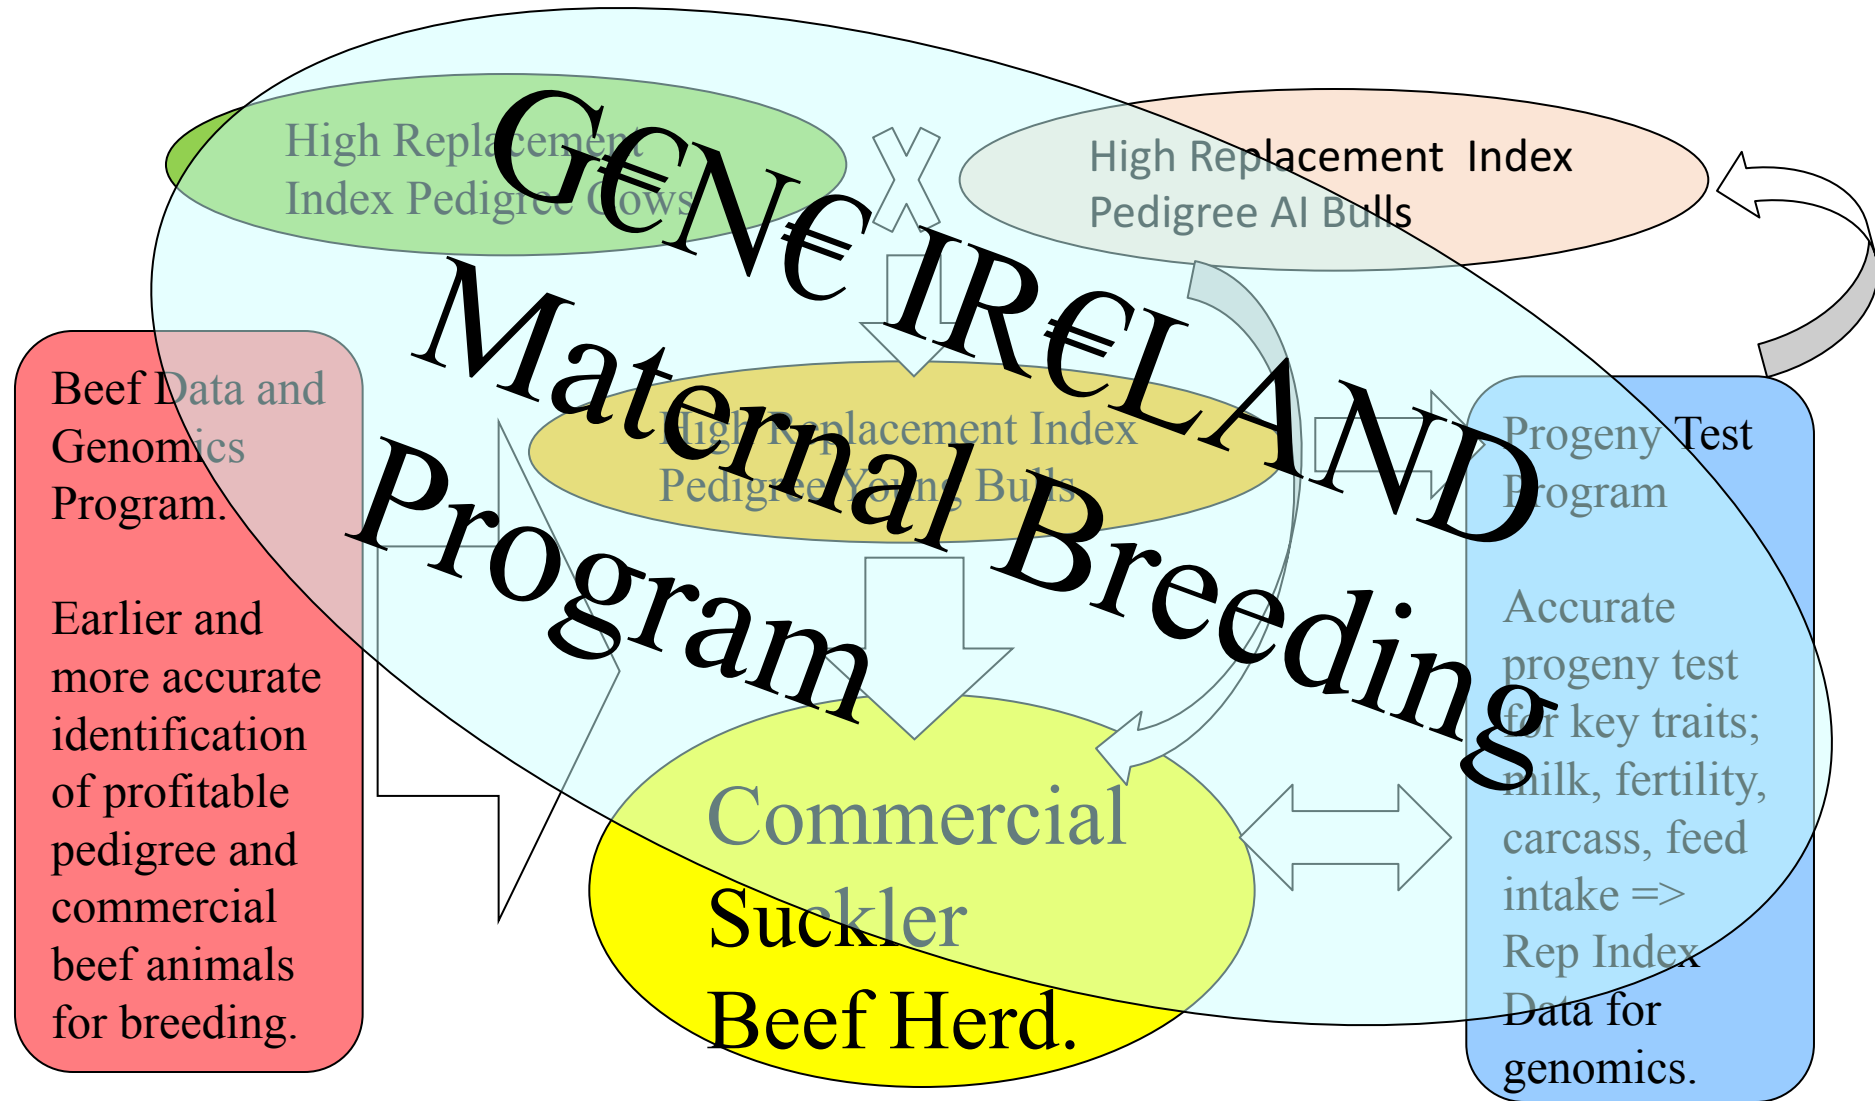 High Replacement
Index Pedigree Cows
High Replacement  Index
Pedigree AI Bulls
G€N€ IR€LAND
Maternal Breeding
Program
Beef Data and
Genomics
Program.
Earlier and
more accurate
identification
of profitable
pedigree and
commercial
beef animals
for breeding.
High Replacement Index
Pedigree Young Bulls
Progeny Test
Program
Accurate
progeny test
for key traits;
milk, fertility,
carcass, feed
intake =>
Rep Index
Data for
genomics.
Commercial
Suckler
Beef Herd.